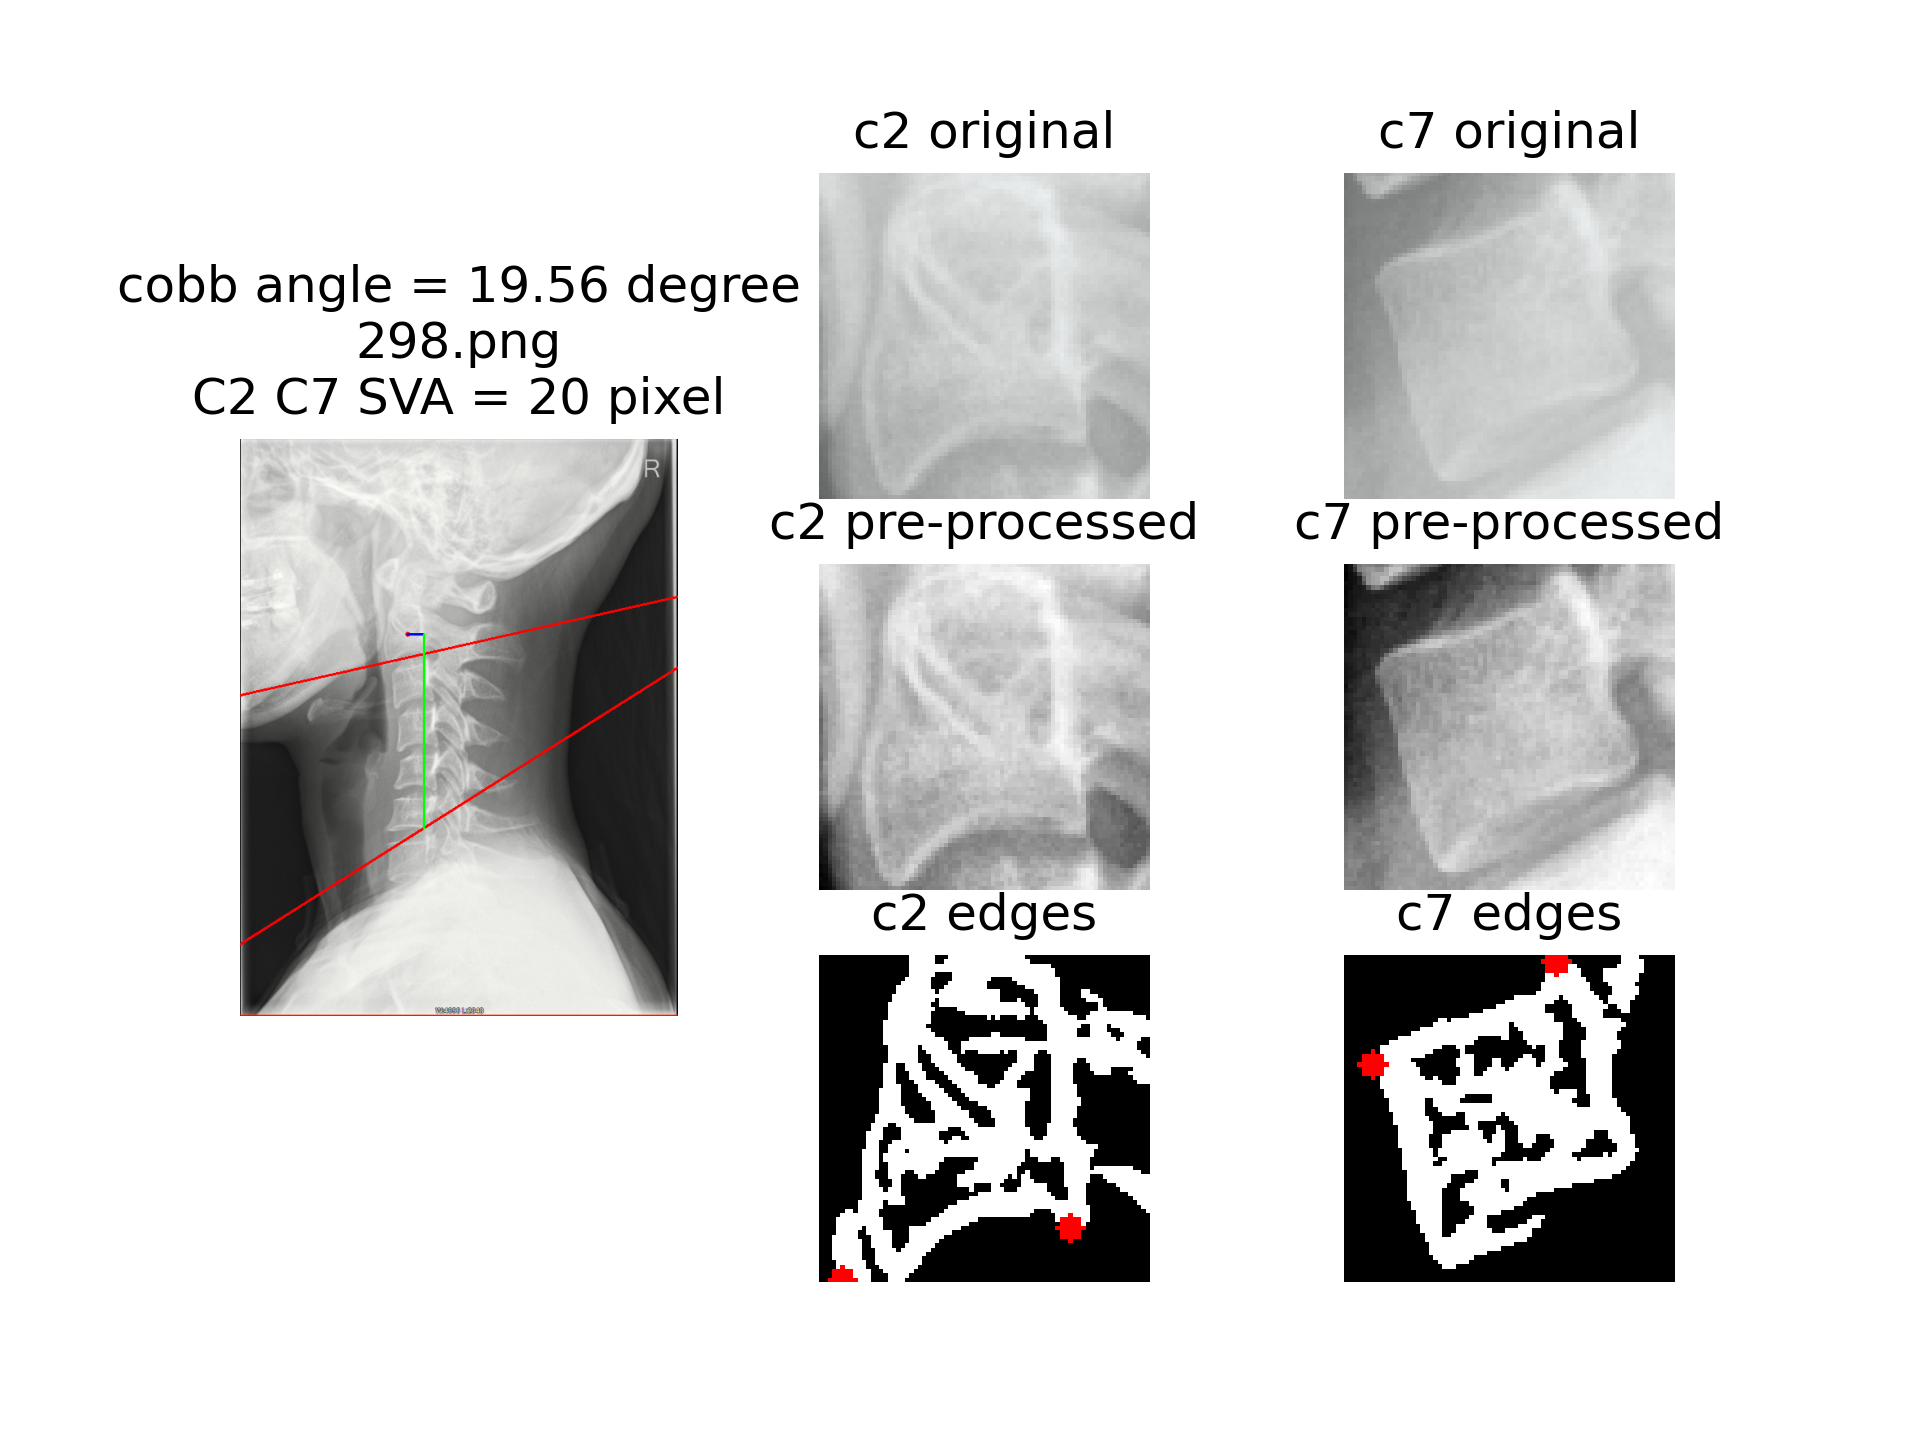 cobb angle = 19.56 degree
298.png
C2 C7 SVA = 20 pixel
R
c2 original
c7 original
c2 pre-processed
c7 pre-processed
c2 edges
c7 edges